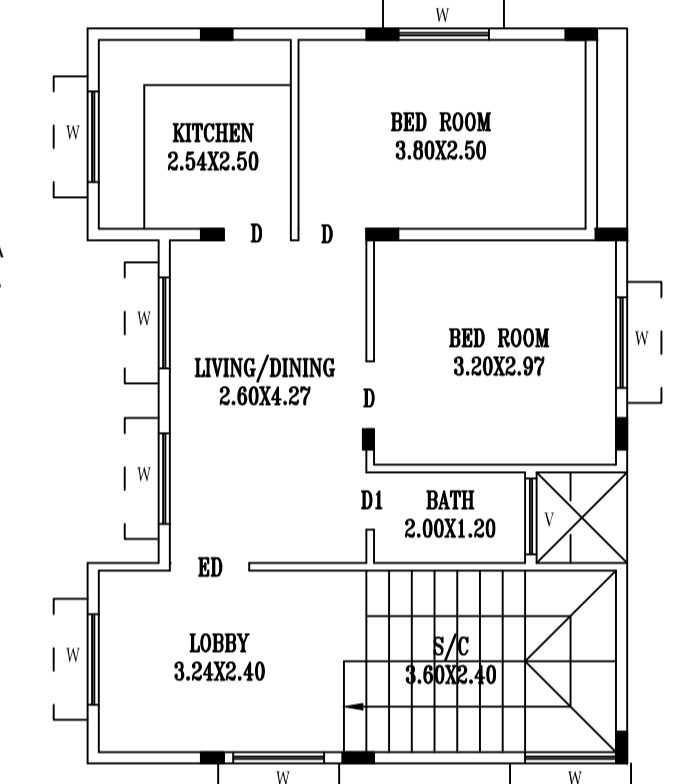 W
KITCHEN
2.54X2.50
BED ROOM
3.80X2.50
W
D
D
W
LIVING/DINING
2.60X4.27
BED ROOM
3.20X2.97
W
D
W
D1
BATH
2.00X1.20
V
ED
LOBBY
3.24X2.40
S/C
3.60X2.40
W
W
W